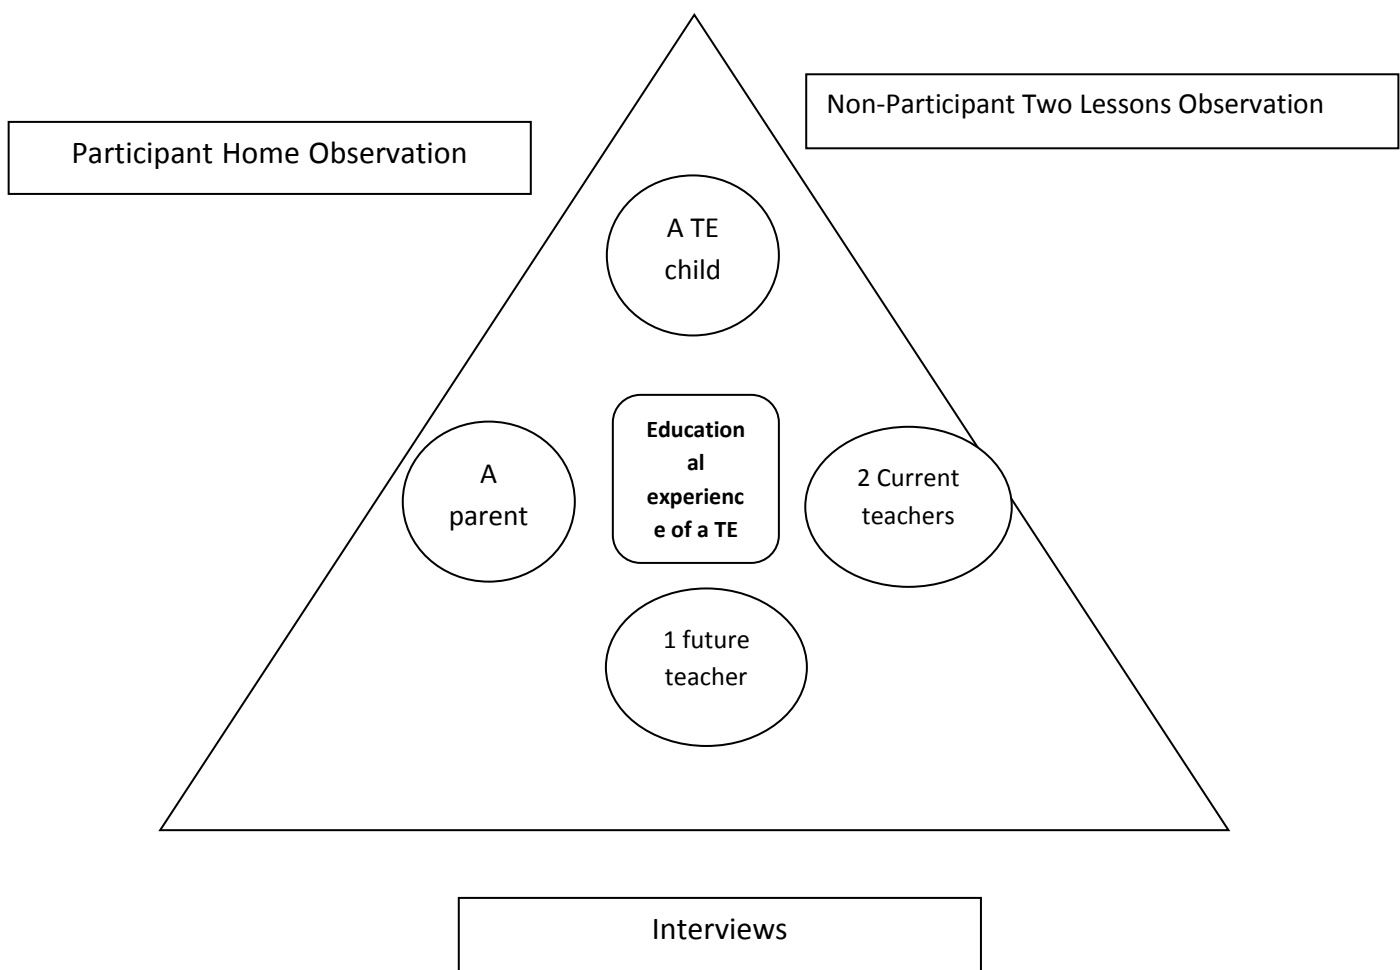 Non-Participant Two Lessons Observation
Participant Home Observation
A TE
child
Education
al
experienc
e of a TE
A
parent
2 Current
teachers
1 future
teacher
Interviews